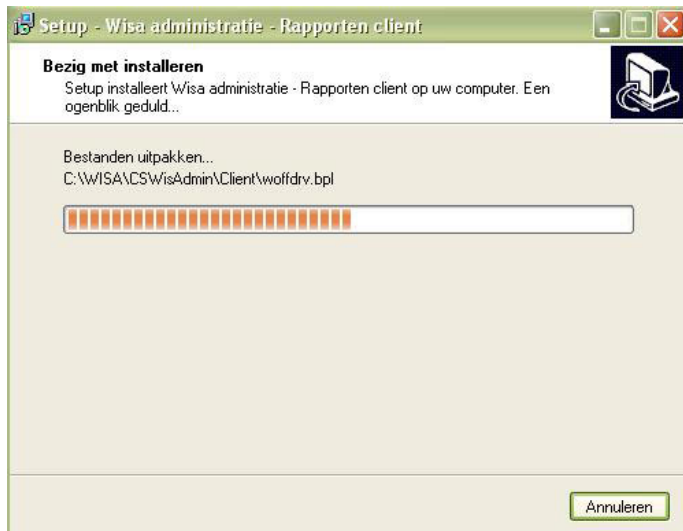 Setup - Wisa administratie - Rapporten client
Bezig met installeren
Setup installeert Wisa administratie - Rapporten client op uw computer. Een
ogenblik geduld...
Bestanden uitpakken...
C:\WISA\CSWisAdmin\Client\woffdrv.bpl
Annuleren